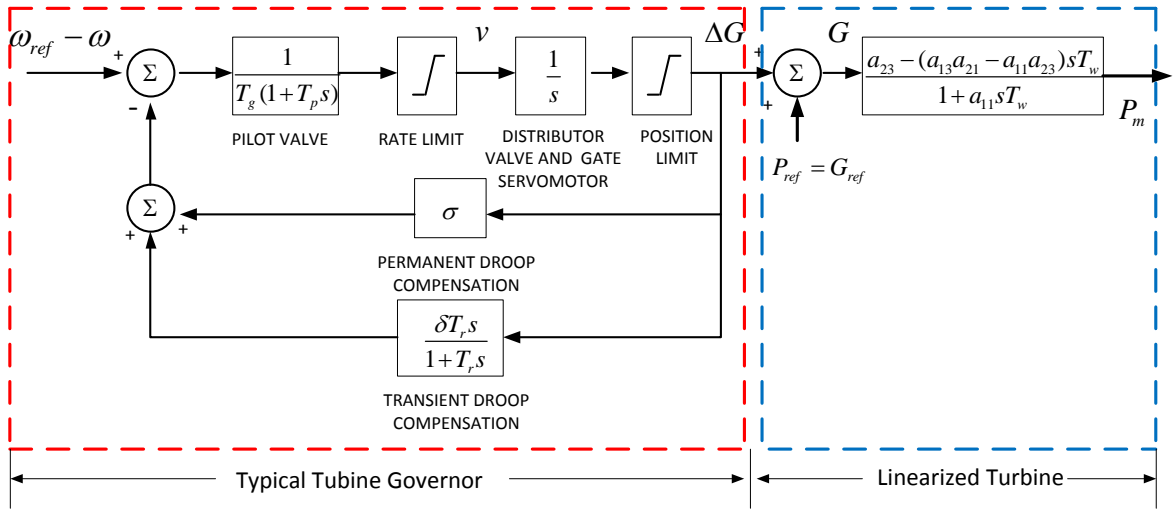 ω_ref − ω
+
Σ
-
1
T_g (1+T_p s)
PILOT VALVE
RATE LIMIT
v
1
s
DISTRIBUTOR
VALVE AND GATE
SERVOMOTOR
POSITION
LIMIT
ΔG
+
+
Σ
P_ref = G_ref
G
a_23 − (a_13 a_21 − a_11 a_23) s T_w
1 + a_11 s T_w
P_m
Σ
+
+
σ
PERMANENT DROOP
COMPENSATION
δT_r s
1+T_r s
TRANSIENT DROOP
COMPENSATION
Typical Tubine Governor
Linearized Turbine